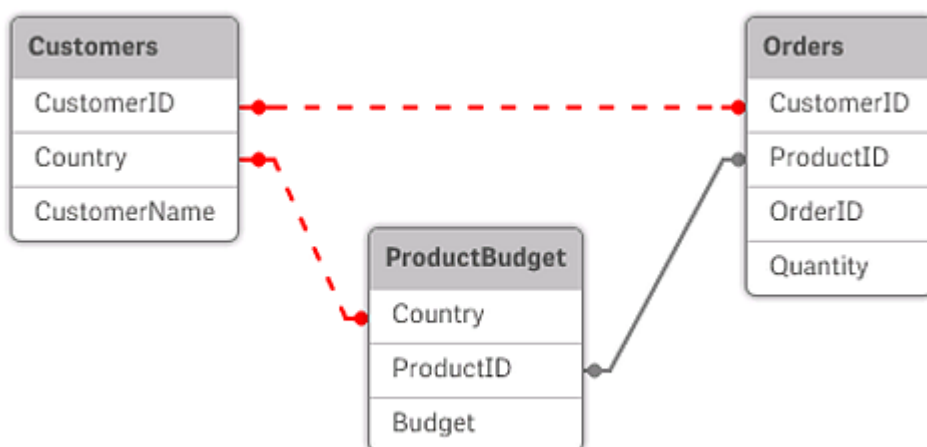 Customers
CustomerID
Country
CustomerName
Orders
CustomerID
ProductID
OrderID
Quantity
ProductBudget
Country
ProductID
Budget